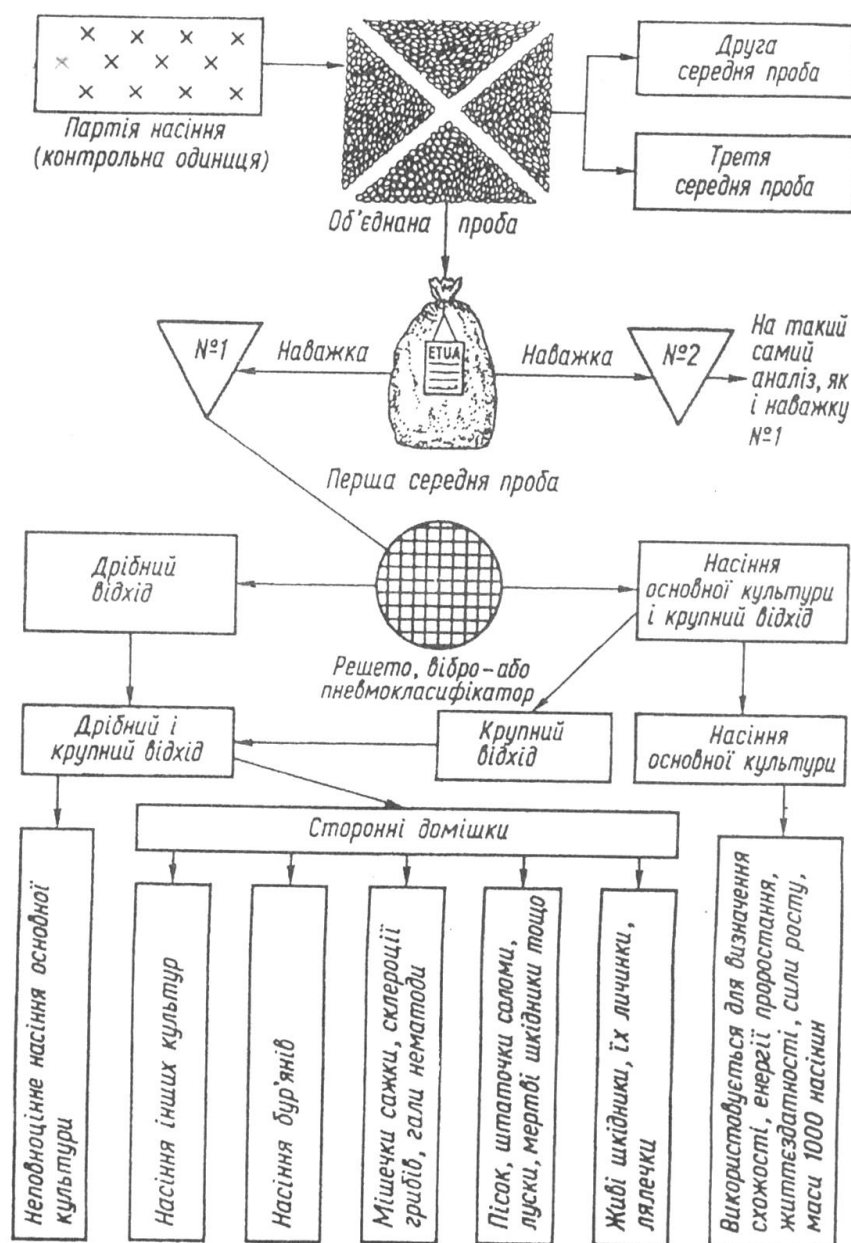 Партія насіння
(контрольна одиниця)
Друга
середня проба
Третя
середня проба
Об'єднана проба
№1
Наважка
ЕТUА
Наважка
№2
На такий
самий
аналіз, як
і наважку
№1
Перша середня проба
Дрібний
відхід
Насіння
основної культури
і крупний відхід
Решето, вібро-або
пневмокласифікатор
Дрібний і
крупний відхід
Крупний
відхід
Насіння
основної культури
Сторонні домішки
Неповноцінне насіння основної
культури
Насіння інших культур
Насіння бур'янів
Мішечки сажки, склероції
грибів, гали нематоди
Пісок, штаточки соломи,
луски, мертві шкідники тощо
Живі шкідники, їх личинки,
лялечки
Використовується для визначення
схожості, енергії проростання,
життєздатності, сили росту,
маси 1000 насінин